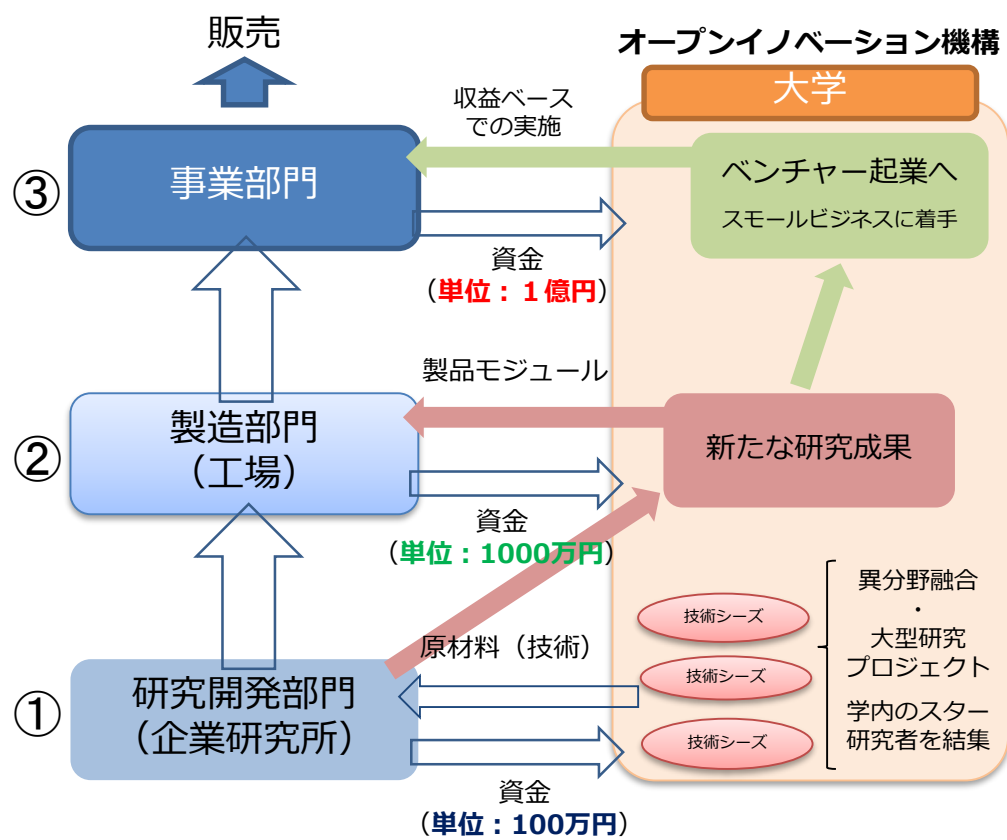 販売
オープンイノベーション機構
大学
収益ベース
での実施
③
事業部門
ベンチャー起業へ
スモールビジネスに着手
資金
（単位：１億円）
製品モジュール
②
製造部門
（工場）
新たな研究成果
資金
（単位：1000万円）
原材料（技術）
技術シーズ
技術シーズ
技術シーズ
異分野融合
・
大型研究
プロジェクト
学内のスター
研究者を結集
①
研究開発部門
（企業研究所）
資金
（単位：100万円）